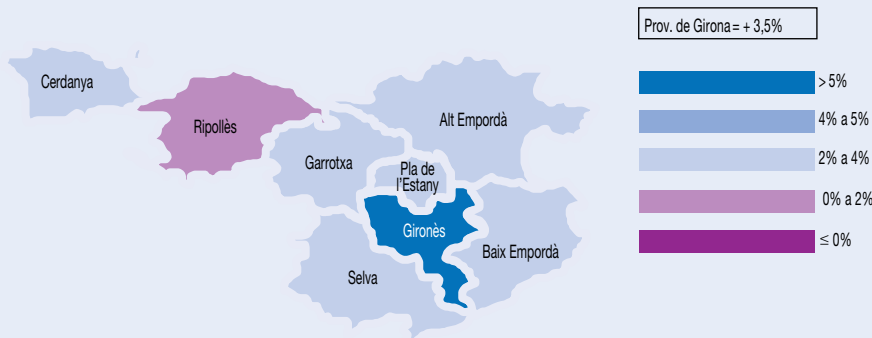 Prov. de Girona = + 3,5%
Cerdanya
> 5%
Ripollès
Alt Empordà
4% a 5%
Garrotxa
2% a 4%
Pla de
l'Estany
0% a 2%
Gironès
Baix Empordà
≤ 0%
Selva